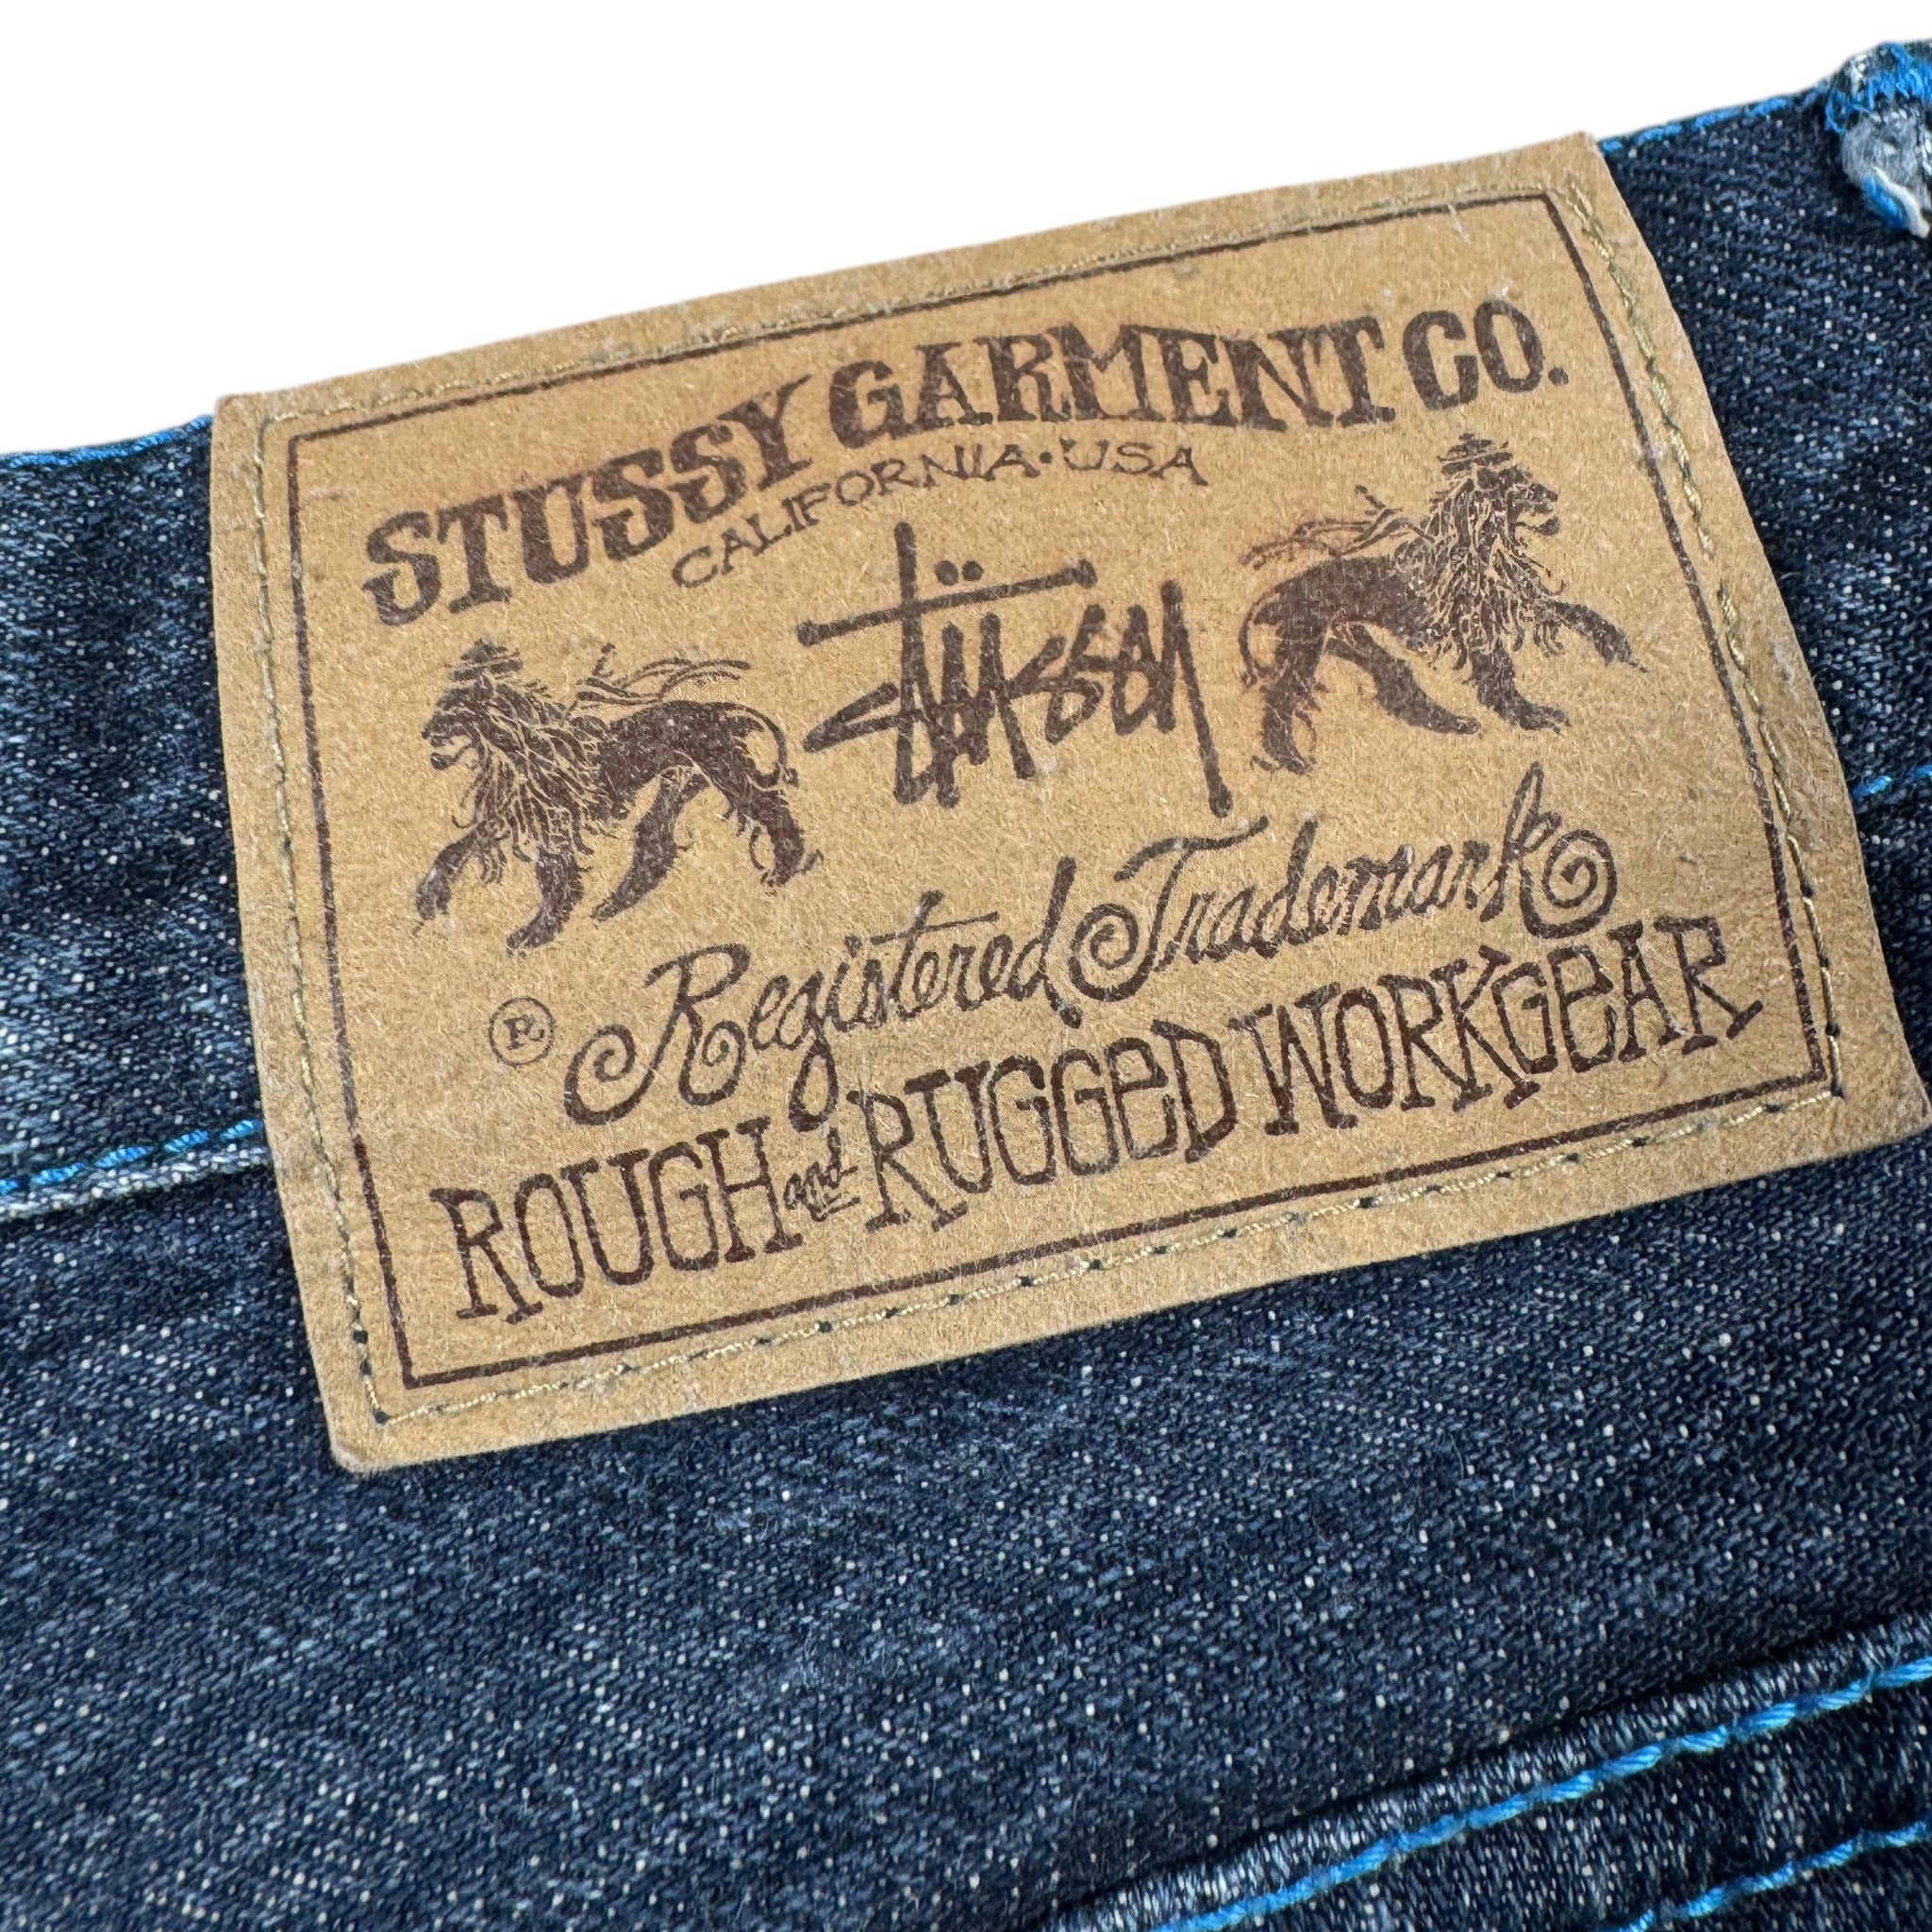 STUSSY GARMENT CO.
CALIFORNIA•USA
Stüssy
® Registered Trademark
ROUGH and RUGGeD WORKGeAR